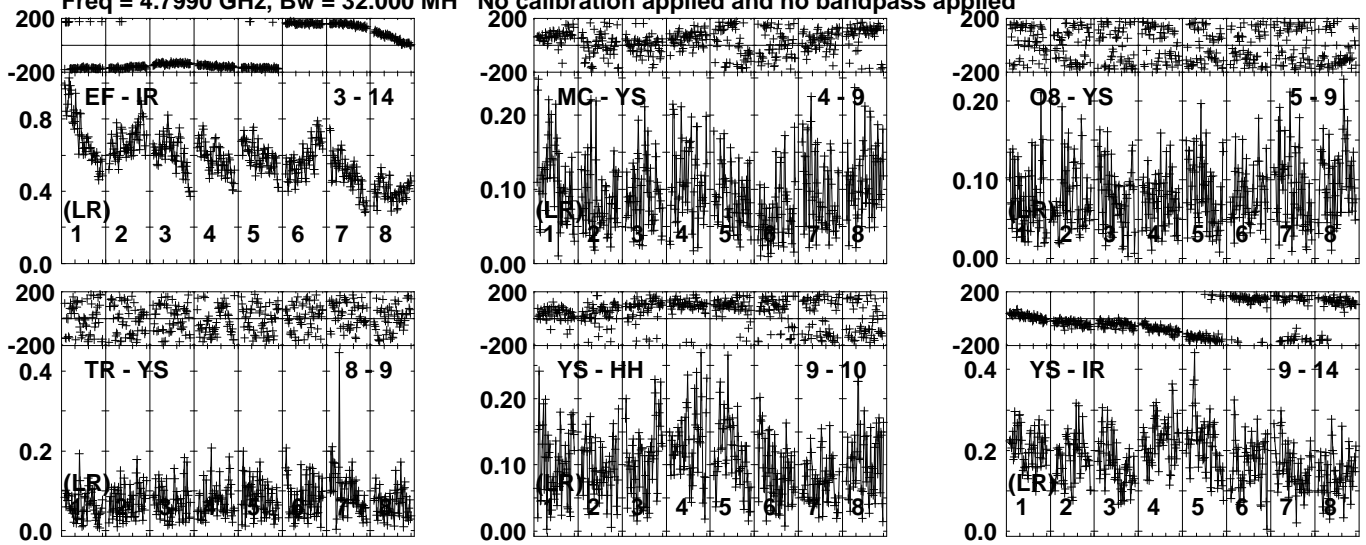 Freq = 4.7990 GHz, Bw = 32.000 MH No calibration applied and no bandpass applied
200
-200
EF - IR 3 - 14
0.8
0.4
(LR)
1 2 3 4 5 6 7 8
0.0
200
-200
MC - YS 4 - 9
0.20
0.10
(LR)
1 2 3 4 5 6 7 8
0.00
200
-200
O8 - YS 5 - 9
0.20
0.10
(LR)
1 2 3 4 5 6 7 8
0.00
200
-200
TR - YS 8 - 9
0.4
0.2
(LR)
1 2 3 4 5 6 7 8
0.0
200
-200
YS - HH 9 - 10
0.20
0.10
(LR)
1 2 3 4 5 6 7 8
0.00
200
-200
YS - IR 9 - 14
0.4
0.2
(LR)
1 2 3 4 5 6 7 8
0.0